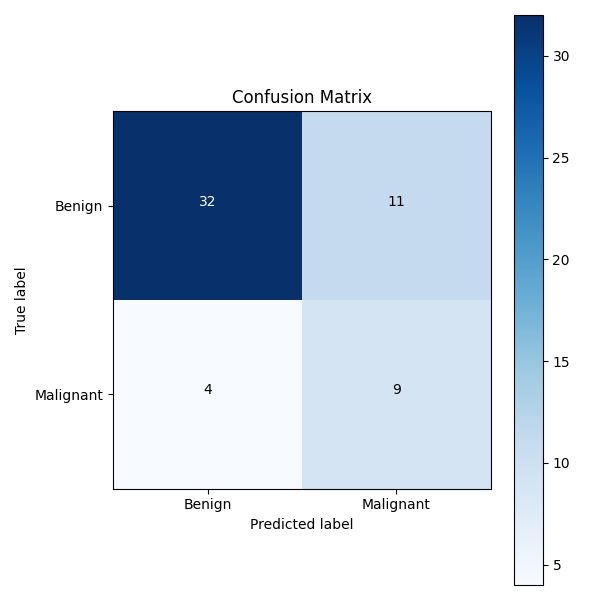 Confusion Matrix
True label
Benign
32
11
Malignant
4
9
Benign
Malignant
Predicted label
30
25
20
15
10
5